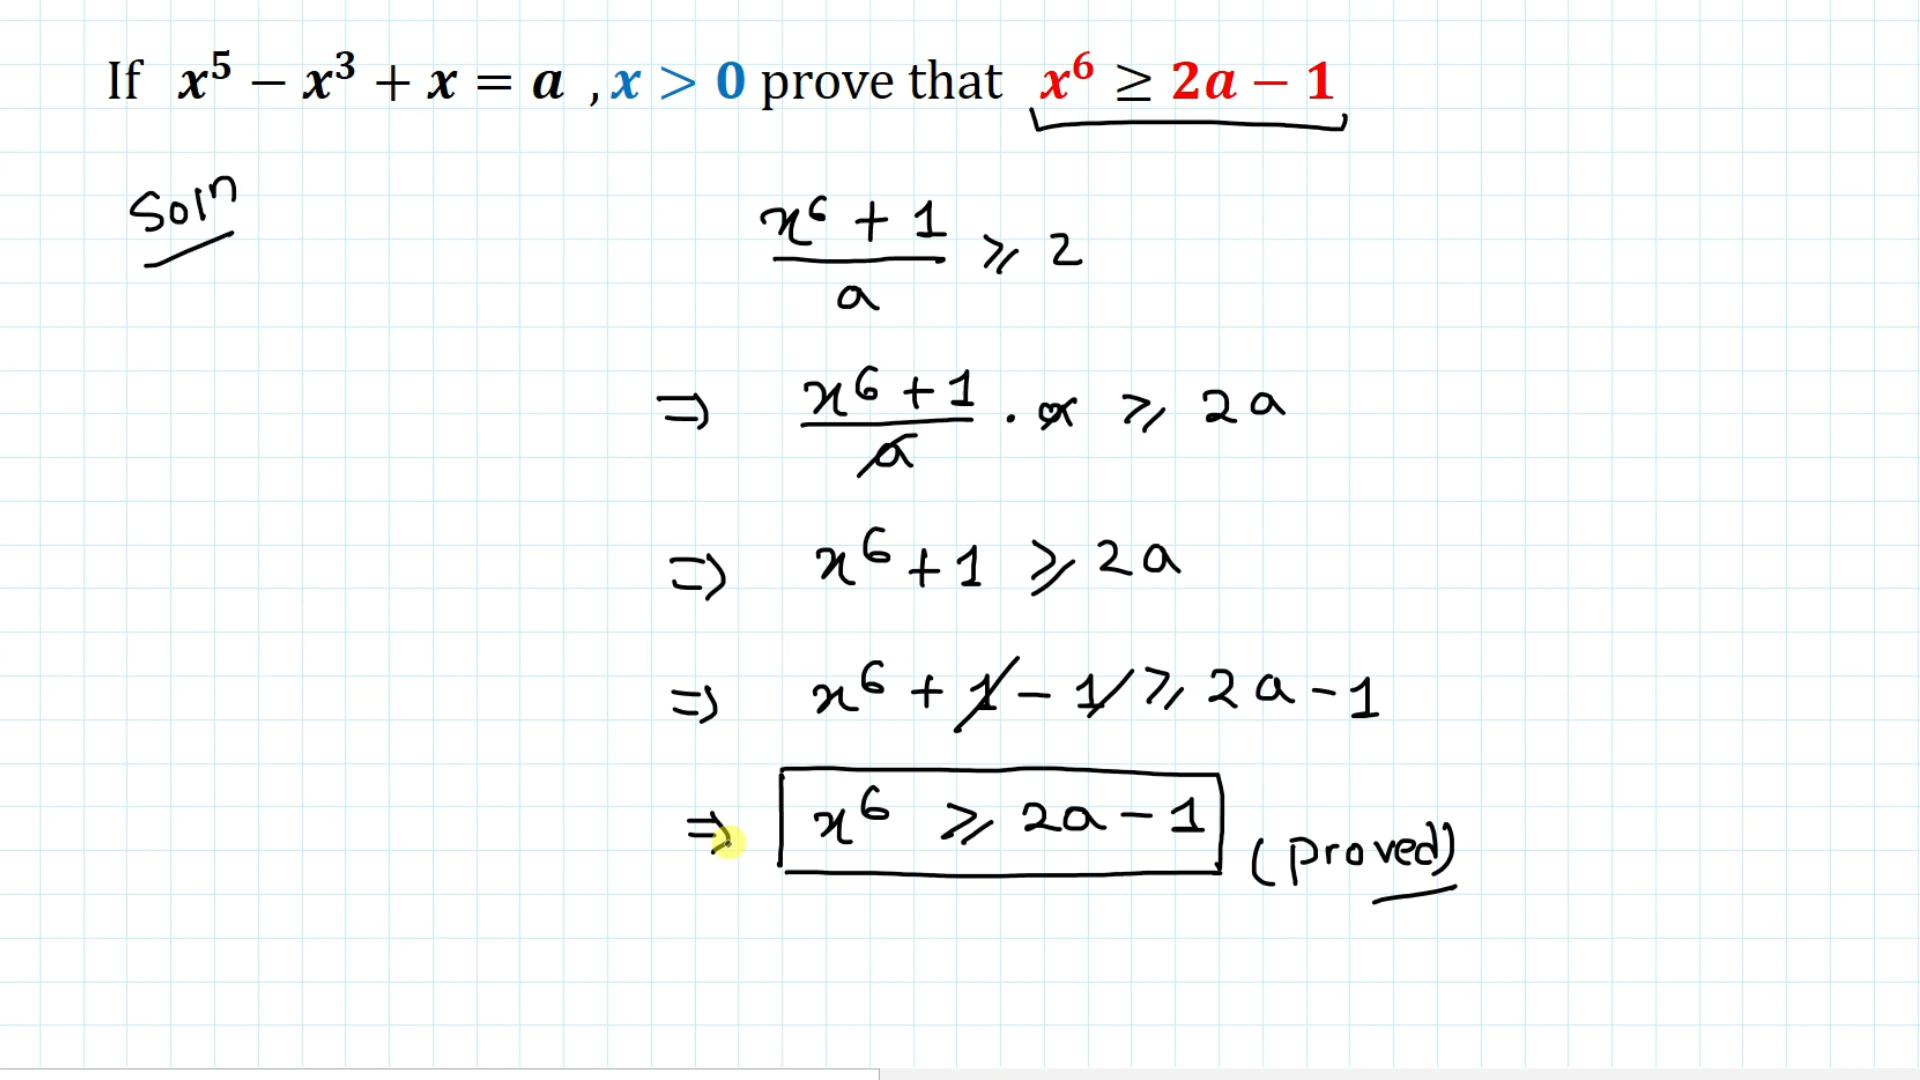 If x⁵ − x³ + x = a , x > 0 prove that x⁶ ≥ 2a − 1
Solⁿ
(x⁶ + 1)/a ≥ 2
⇒ (x⁶ + 1)/a · a ≥ 2a
⇒ x⁶ + 1 ≥ 2a
⇒ x⁶ + 1 − 1 ≥ 2a − 1
⇒ x⁶ ≥ 2a − 1 (proved)